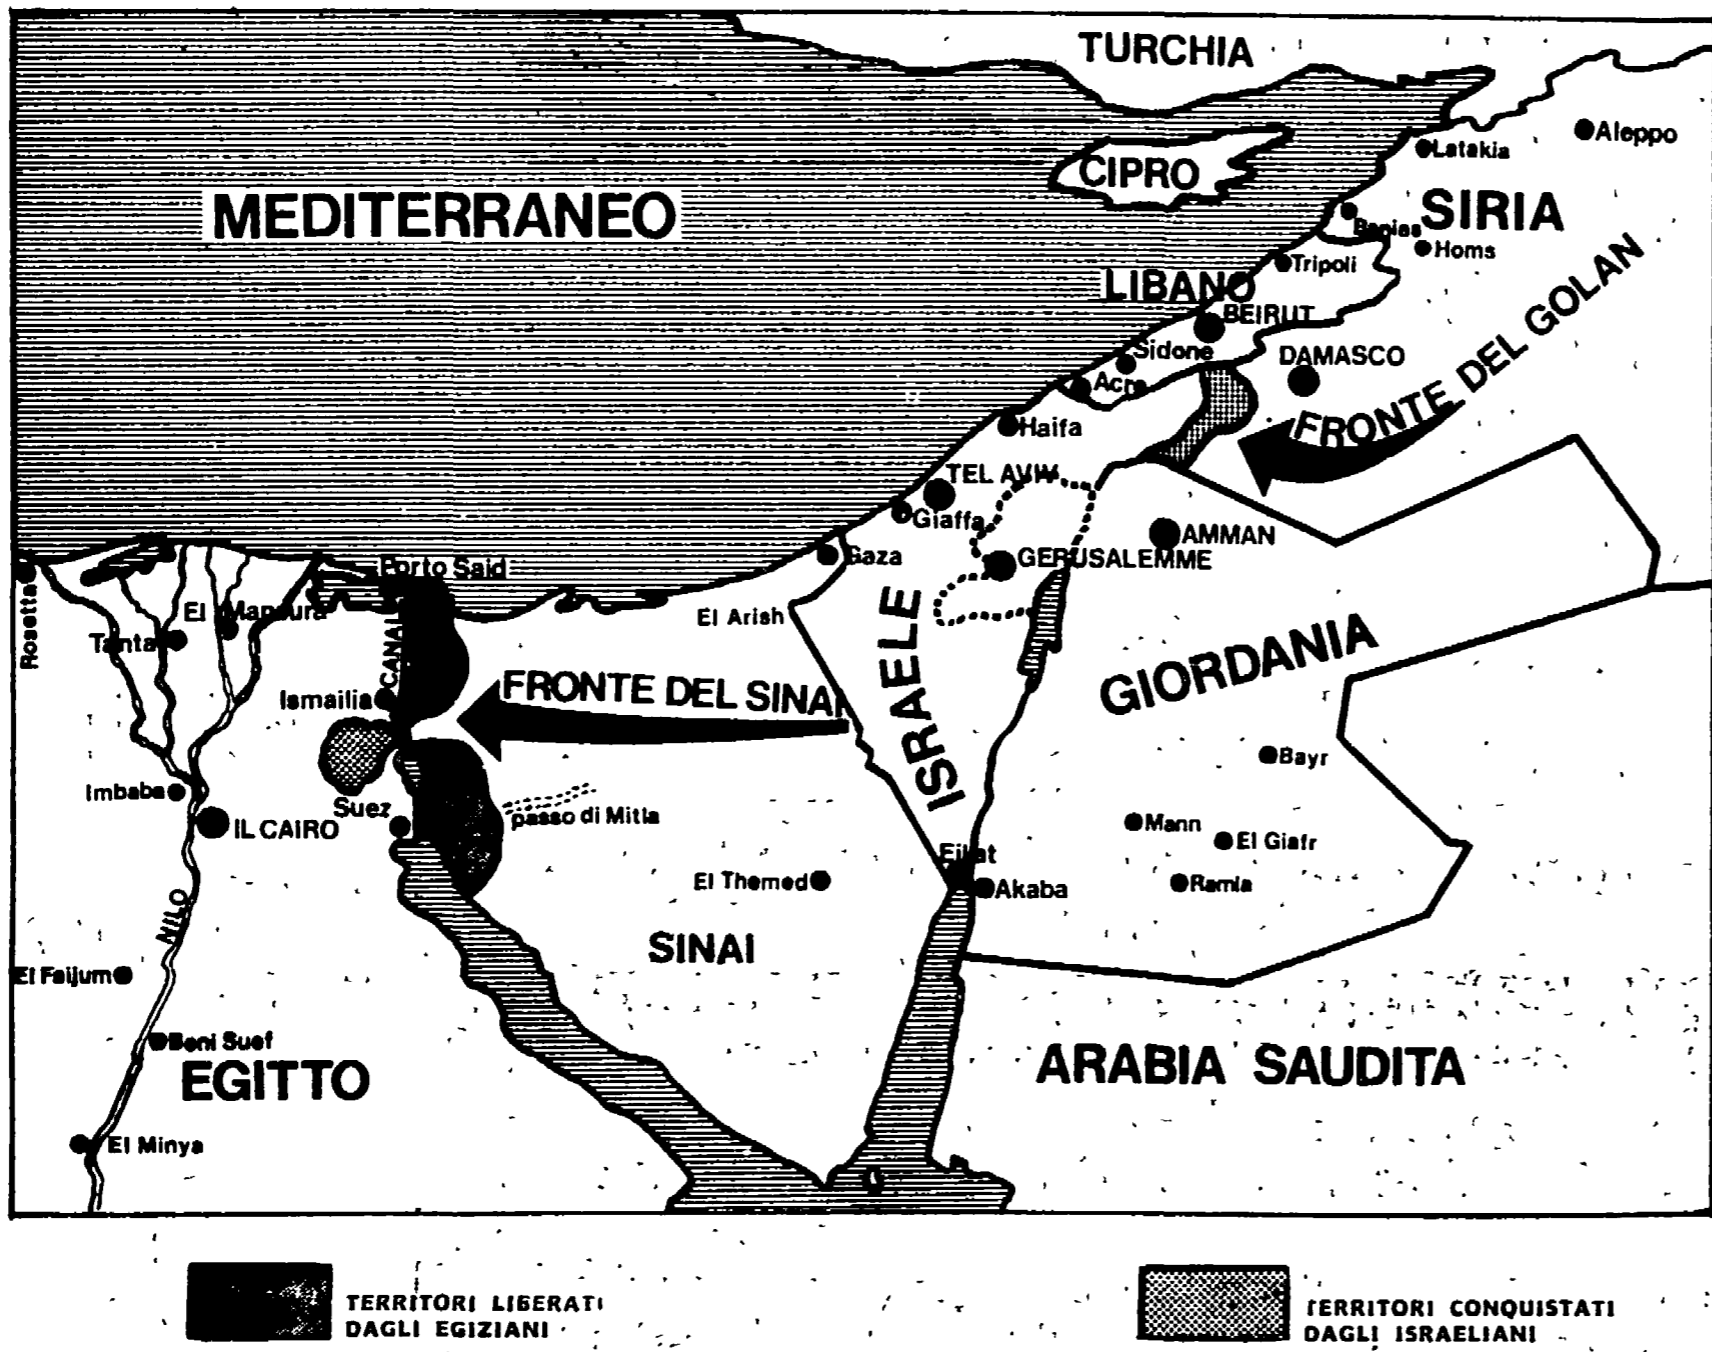 TURCHIA
Aleppo
Latakia
CIPRO
MEDITERRANEO
SIRIA
Banias
Homs
Tripoli
LIBANO
BEIRUT
FRONTE DEL GOLAN
Sidone
DAMASCO
Acre
Haifa
TEL AVIV
Giaffa
AMMAN
Gaza
GERUSALEMME
Porto Said
Rosetta
El Mansura
El Arish
Tanta
CANALE
ISRAELE
GIORDANIA
Ismailia
FRONTE DEL SINAI
Bayr
Imbaba
Suez
passo di Mitla
Mann
IL CAIRO
El Giafr
Eilat
El Themed
Akaba
Ramla
NILO
SINAI
El Faijum
Beni Suef
EGITTO
ARABIA SAUDITA
El Minya
TERRITORI LIBERATI
DAGLI EGIZIANI
TERRITORI CONQUISTATI
DAGLI ISRAELIANI